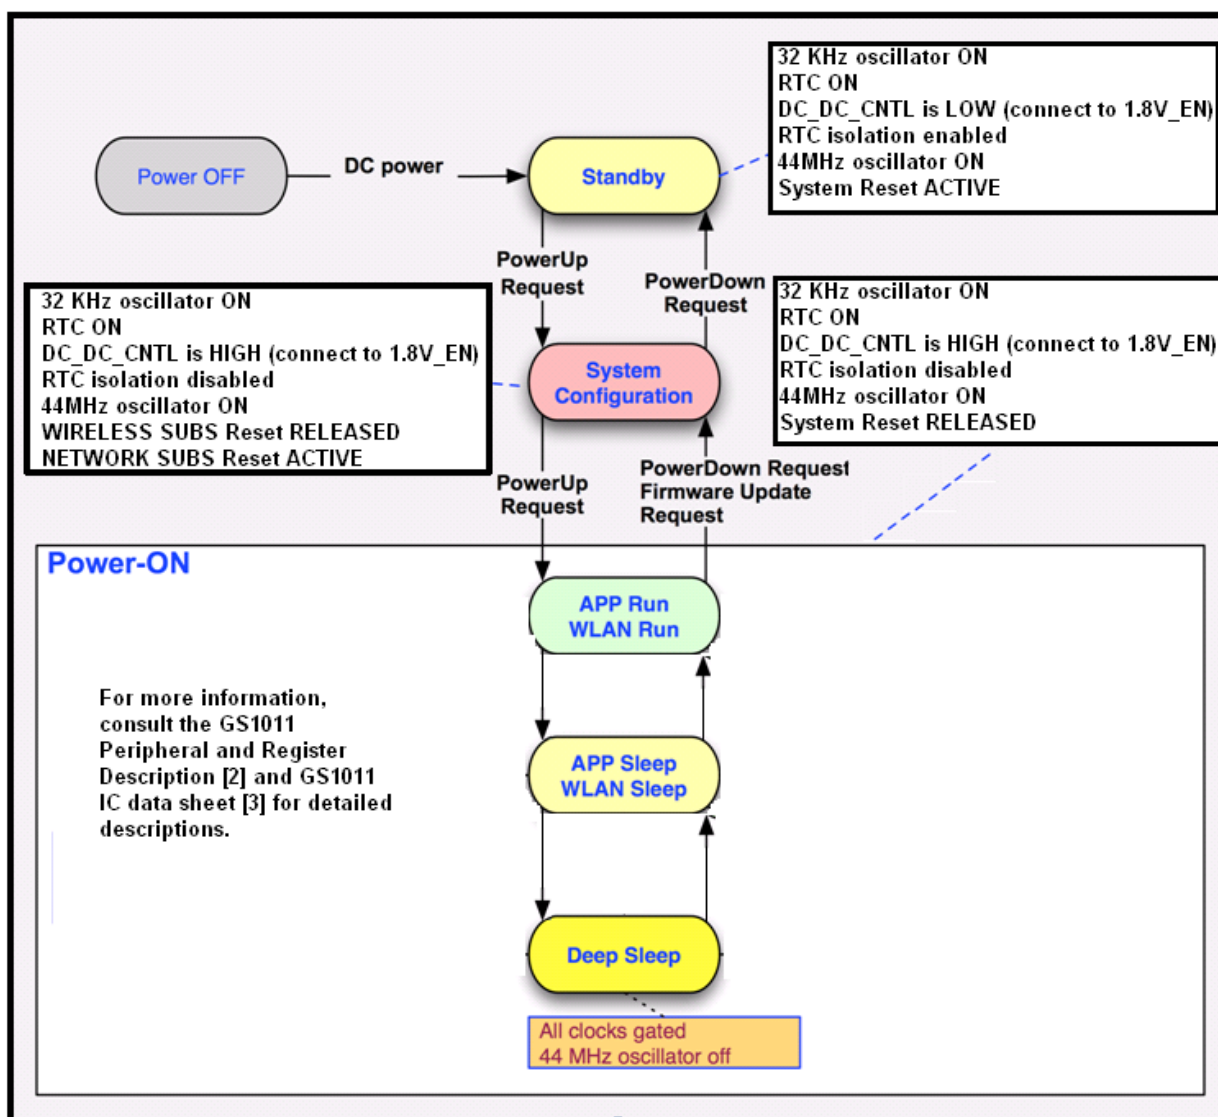 32 KHz oscillator ON
RTC ON
DC_DC_CNTL is LOW (connect to 1.8V_EN)
RTC isolation enabled
44MHz oscillator ON
System Reset ACTIVE
Power OFF
DC power
Standby
PowerUp
Request
PowerDown
Request
32 KHz oscillator ON
RTC ON
DC_DC_CNTL is HIGH (connect to 1.8V_EN)
RTC isolation disabled
44MHz oscillator ON
WIRELESS SUBS Reset RELEASED
NETWORK SUBS Reset ACTIVE
System
Configuration
32 KHz oscillator ON
RTC ON
DC_DC_CNTL is HIGH (connect to 1.8V_EN)
RTC isolation disabled
44MHz oscillator ON
System Reset RELEASED
PowerUp
Request
PowerDown Request
Firmware Update
Request
Power-ON
APP Run
WLAN Run
For more information,
consult the GS1011
Peripheral and Register
Description [2] and GS1011
IC data sheet [3] for detailed
descriptions.
APP Sleep
WLAN Sleep
Deep Sleep
All clocks gated
44 MHz oscillator off